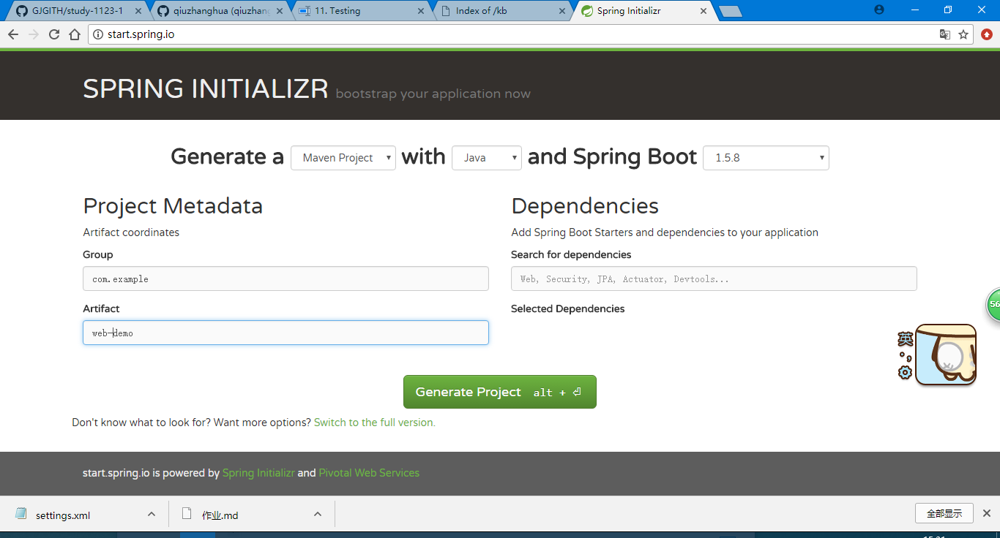 GJGITH/study-1123-1
qiuzhanghua (qiuzhang
11. Testing
Index of /kb
Spring Initializr
start.spring.io
SPRING INITIALIZR bootstrap your application now
Generate a Maven Project with Java and Spring Boot 1.5.8
Project Metadata
Artifact coordinates
Group
com.example
Artifact
web-demo
Dependencies
Add Spring Boot Starters and dependencies to your application
Search for dependencies
Web, Security, JPA, Actuator, Devtools...
Selected Dependencies
56
英
Generate Project alt + ⏎
Don't know what to look for? Want more options? Switch to the full version.
start.spring.io is powered by Spring Initializr and Pivotal Web Services
settings.xml
作业.md
全部显示